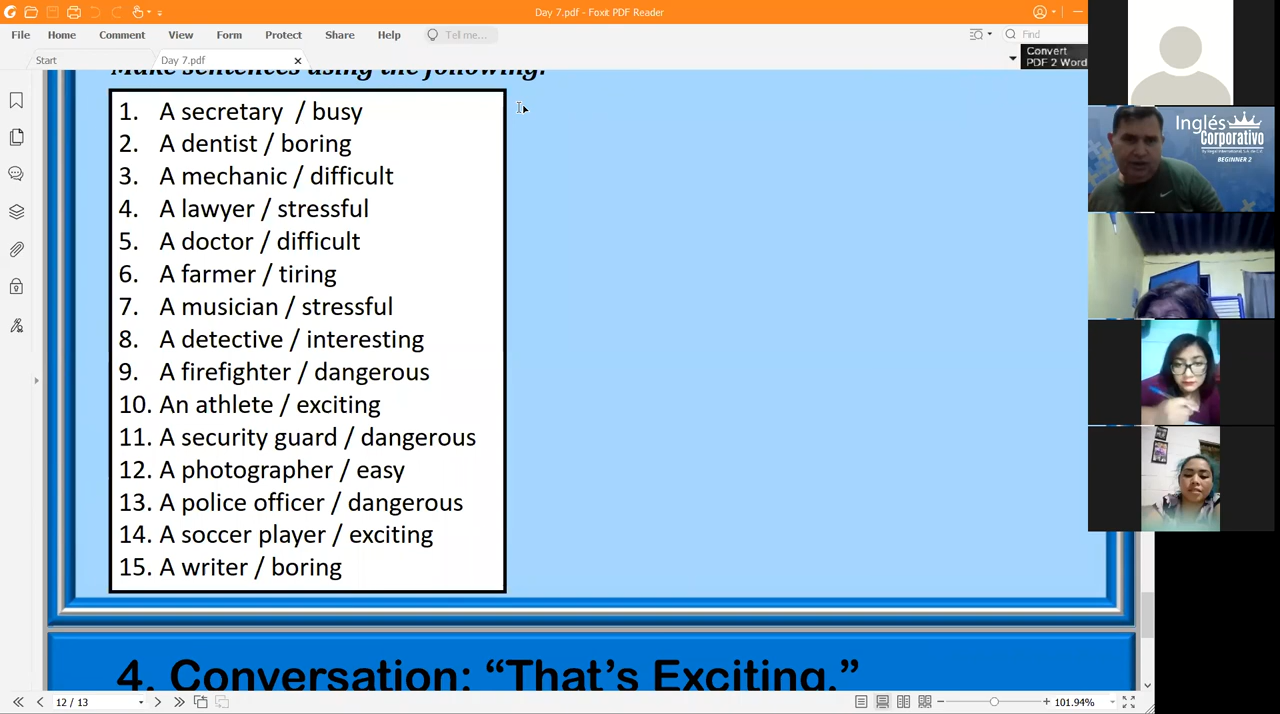 Day 7.pdf - Foxit PDF Reader
File Home Comment View Form Protect Share Help Tell me... Find
Start Day 7.pdf
Convert
PDF 2 Word
Make sentences using the following:
1. A secretary / busy
2. A dentist / boring
3. A mechanic / difficult
4. A lawyer / stressful
5. A doctor / difficult
6. A farmer / tiring
7. A musician / stressful
8. A detective / interesting
9. A firefighter / dangerous
10. An athlete / exciting
11. A security guard / dangerous
12. A photographer / easy
13. A police officer / dangerous
14. A soccer player / exciting
15. A writer / boring
4. Conversation: “That’s Exciting.”
12 / 13
101.94%
Inglés
Corporativo
BEGINNER 2